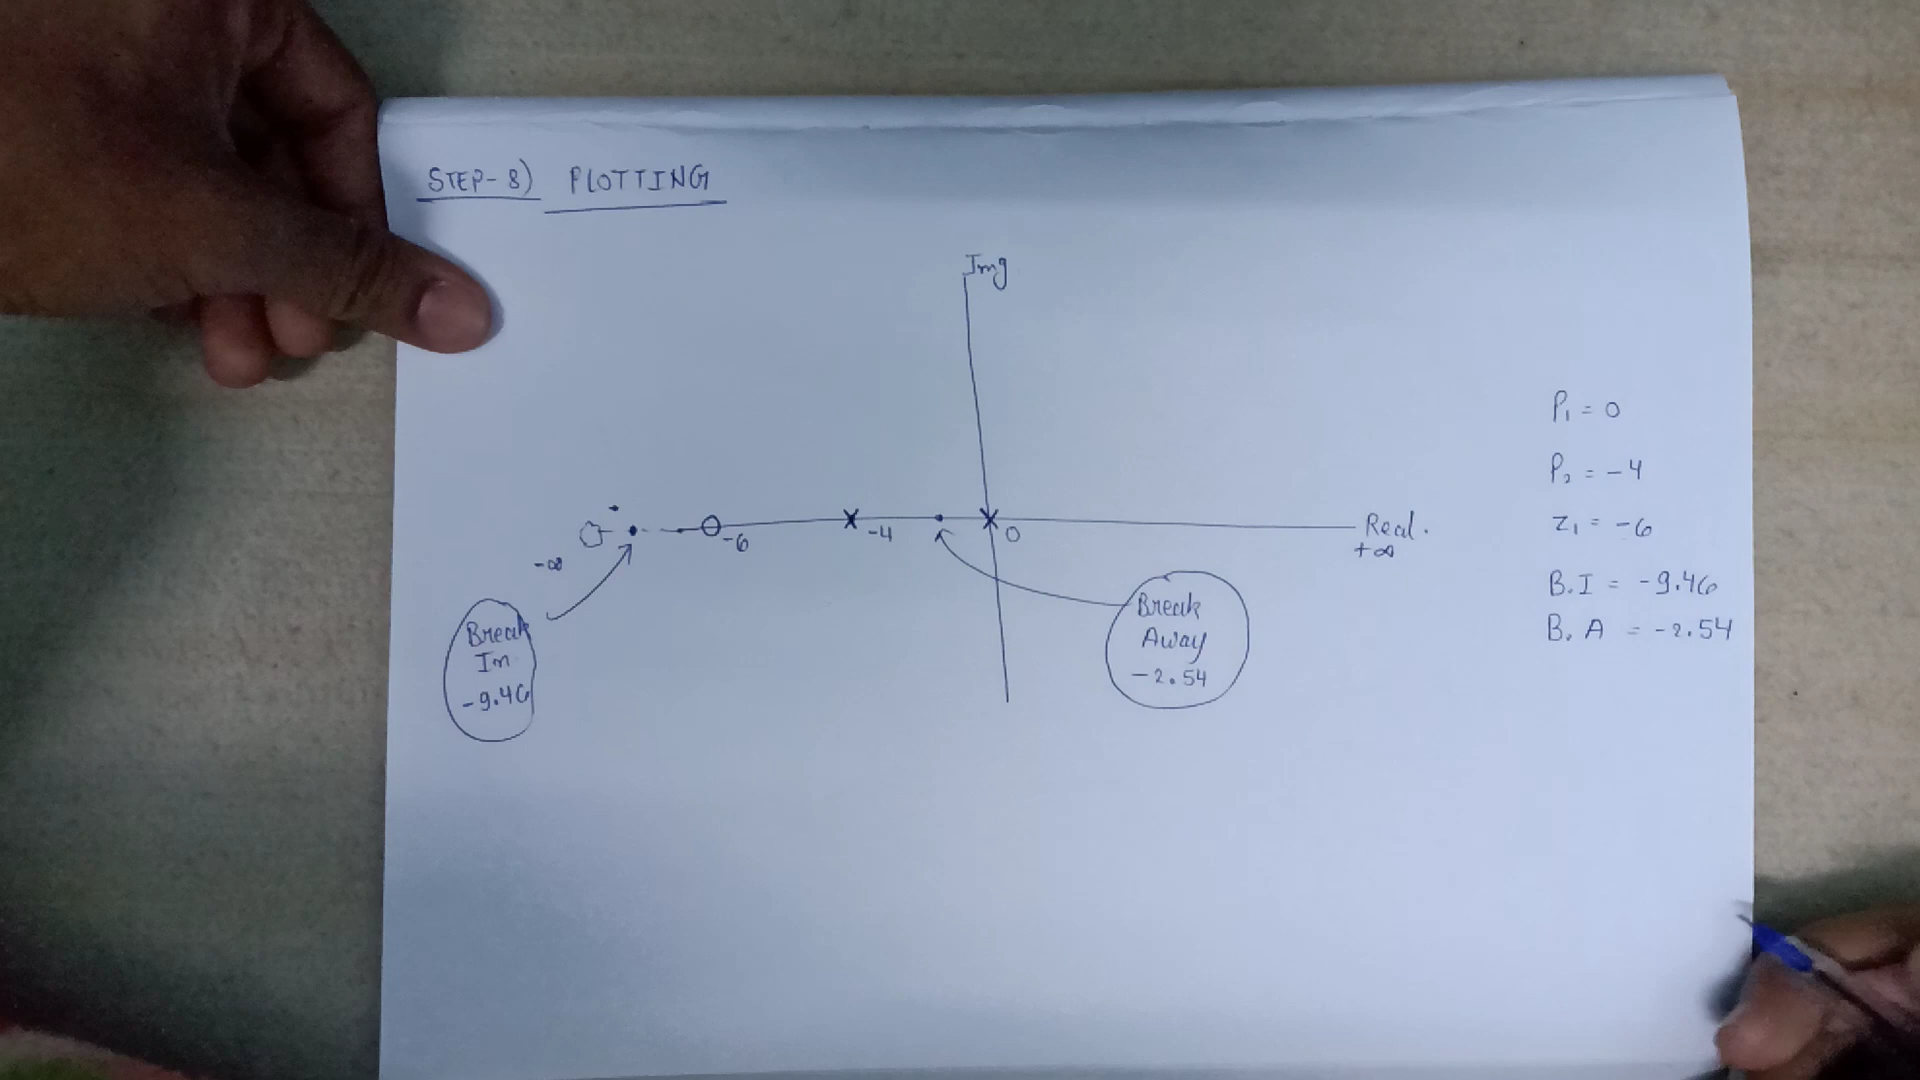 STEP-8) PLOTTING
Img
-6
-4
0
Real.
-∞
+∞
Break
In
-9.46
Break
Away
-2.54
P₁ = 0
P₂ = -4
Z₁ = -6
B.I = -9.46
B.A = -2.54